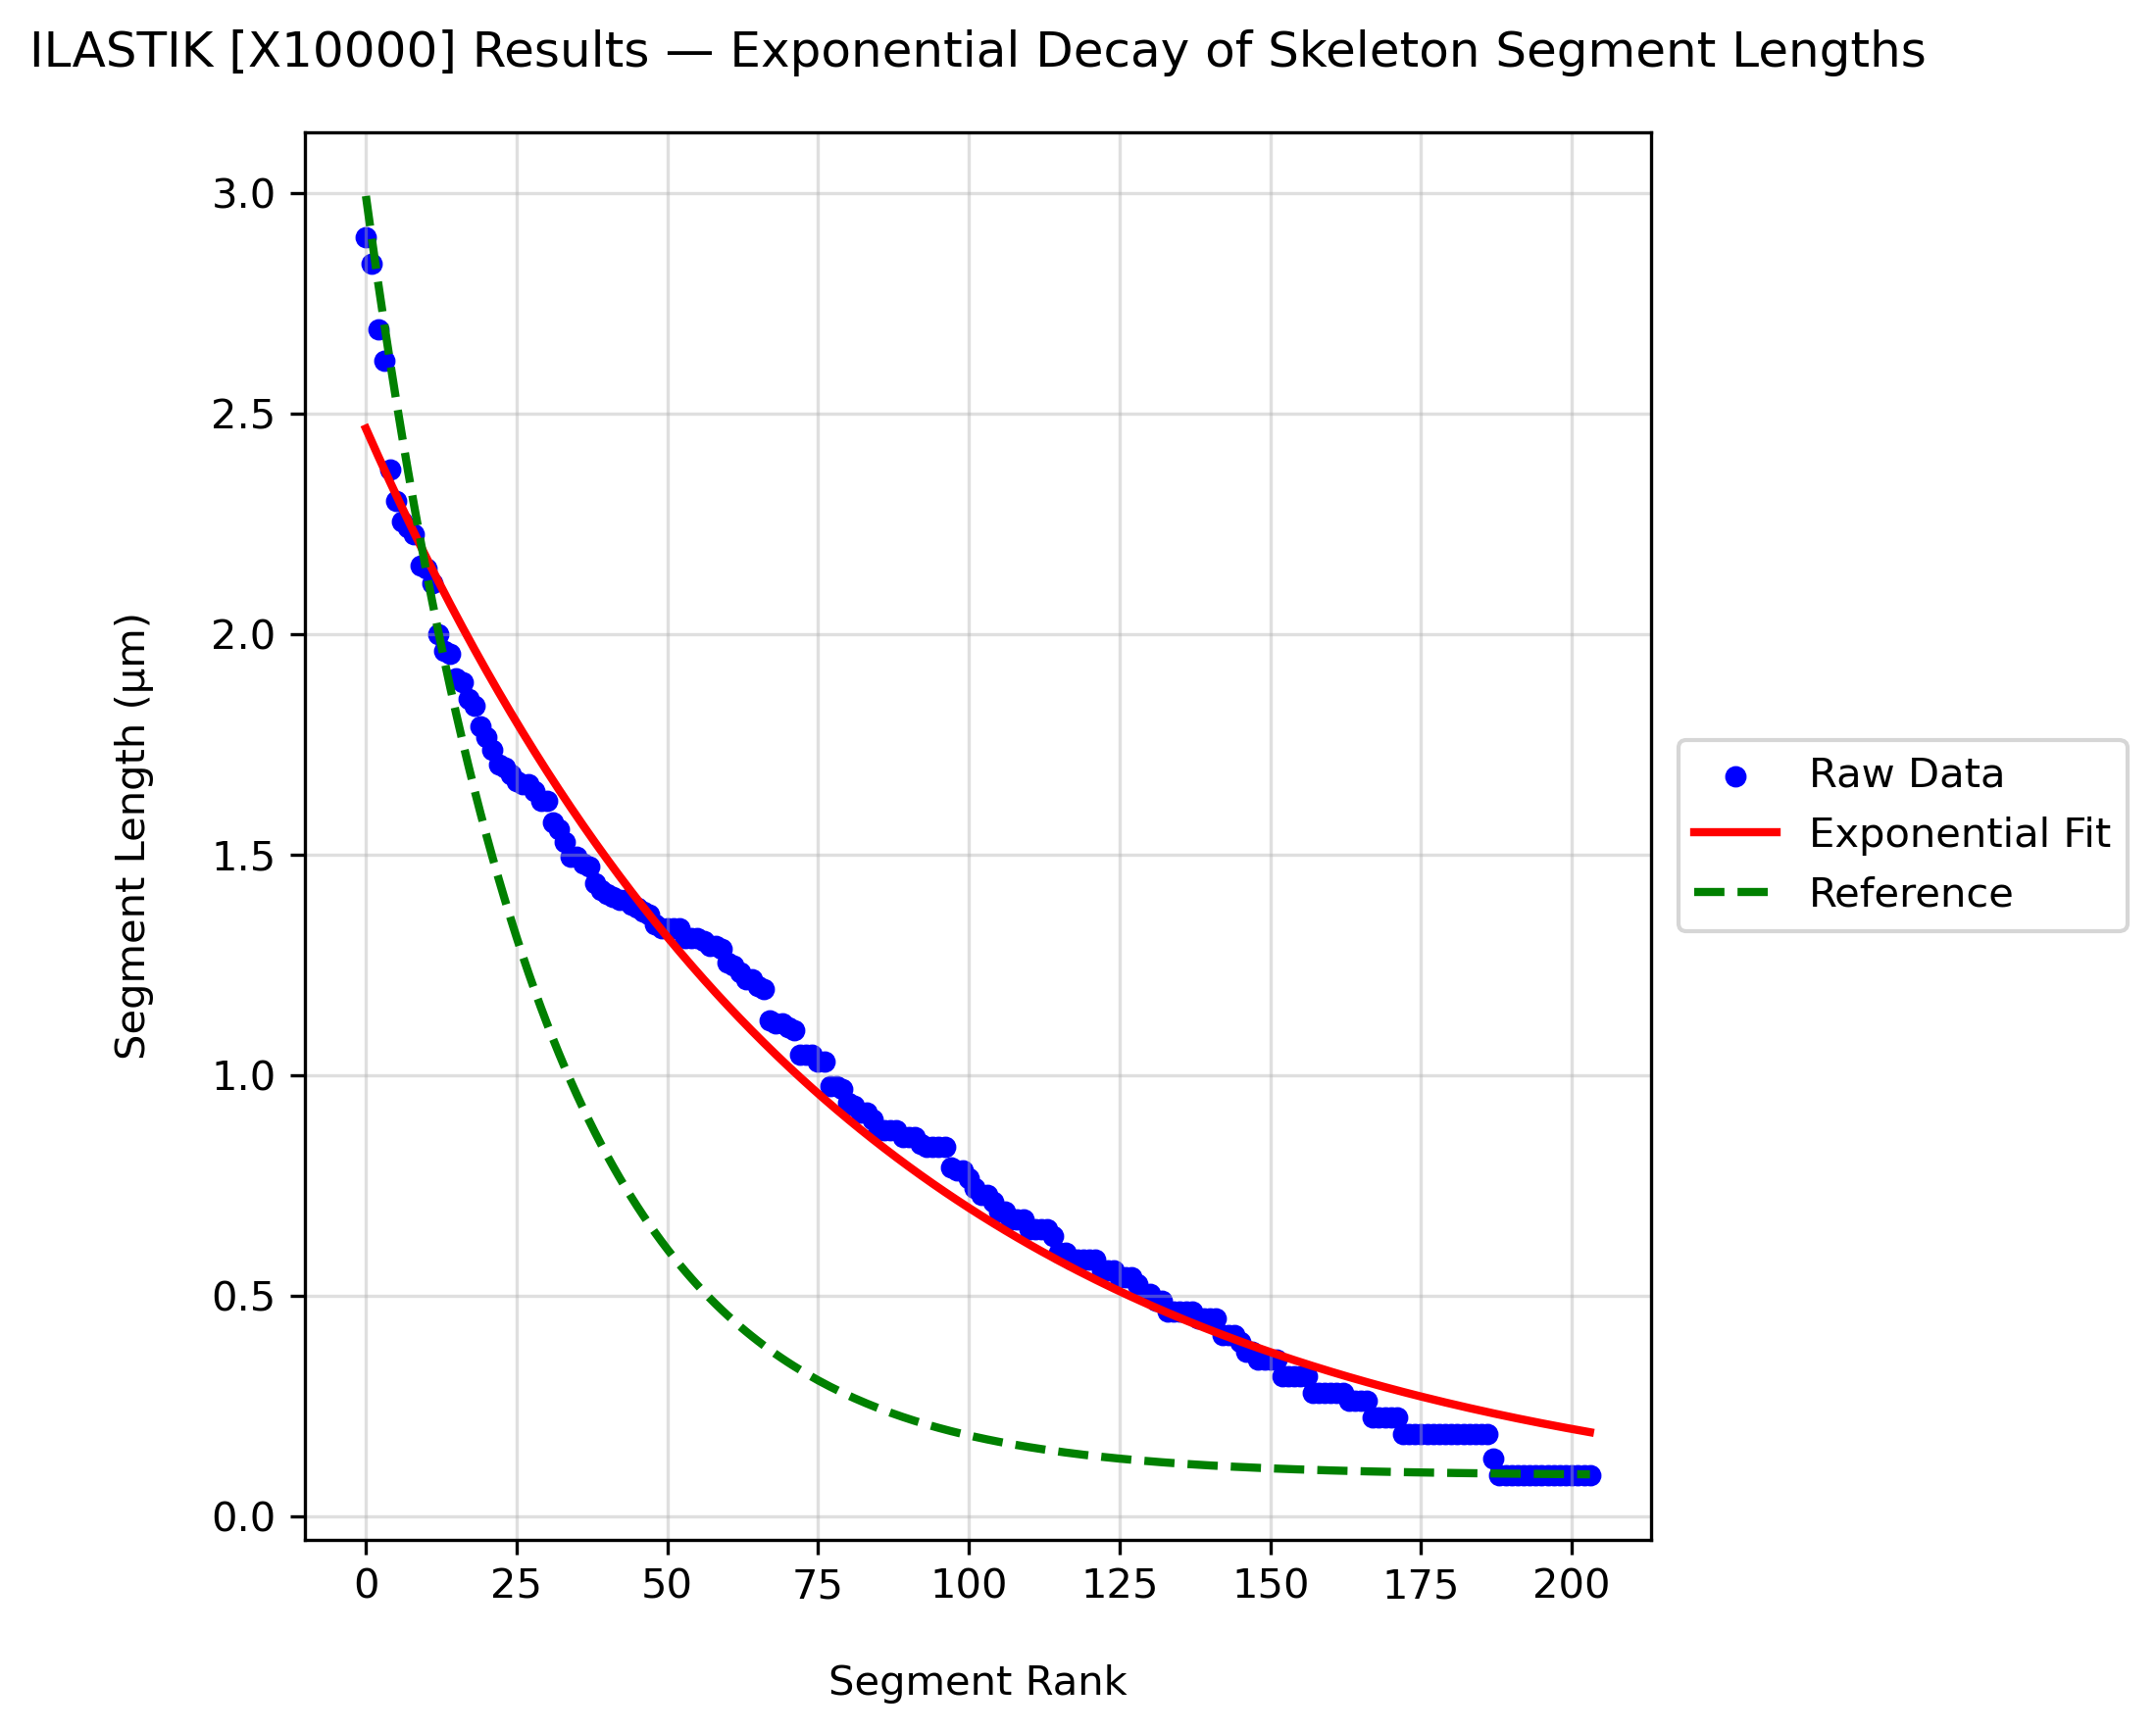 ILASTIK [X10000] Results — Exponential Decay of Skeleton Segment Lengths
3.0
2.5
2.0
1.5
1.0
0.5
0.0
Segment Length (μm)
0 25 50 75 100 125 150 175 200
Segment Rank
Raw Data
Exponential Fit
Reference